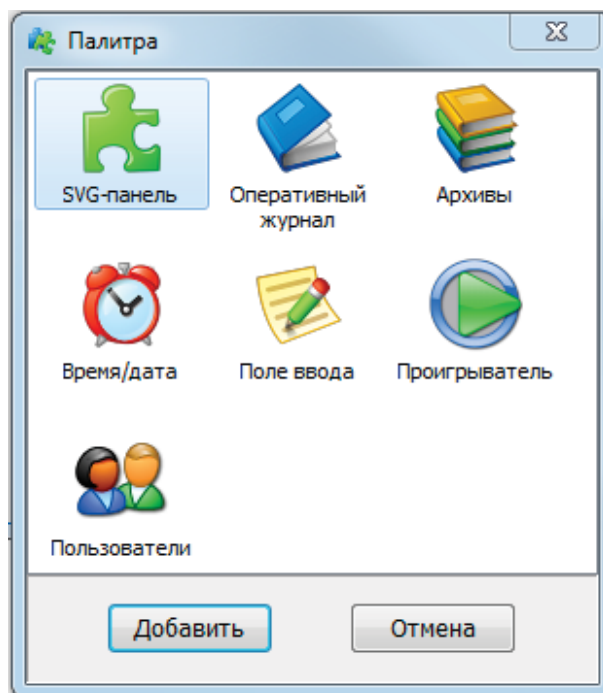 Палитра
SVG-панель
Оперативный
журнал
Архивы
Время/дата
Поле ввода
Проигрыватель
Пользователи
Добавить
Отмена